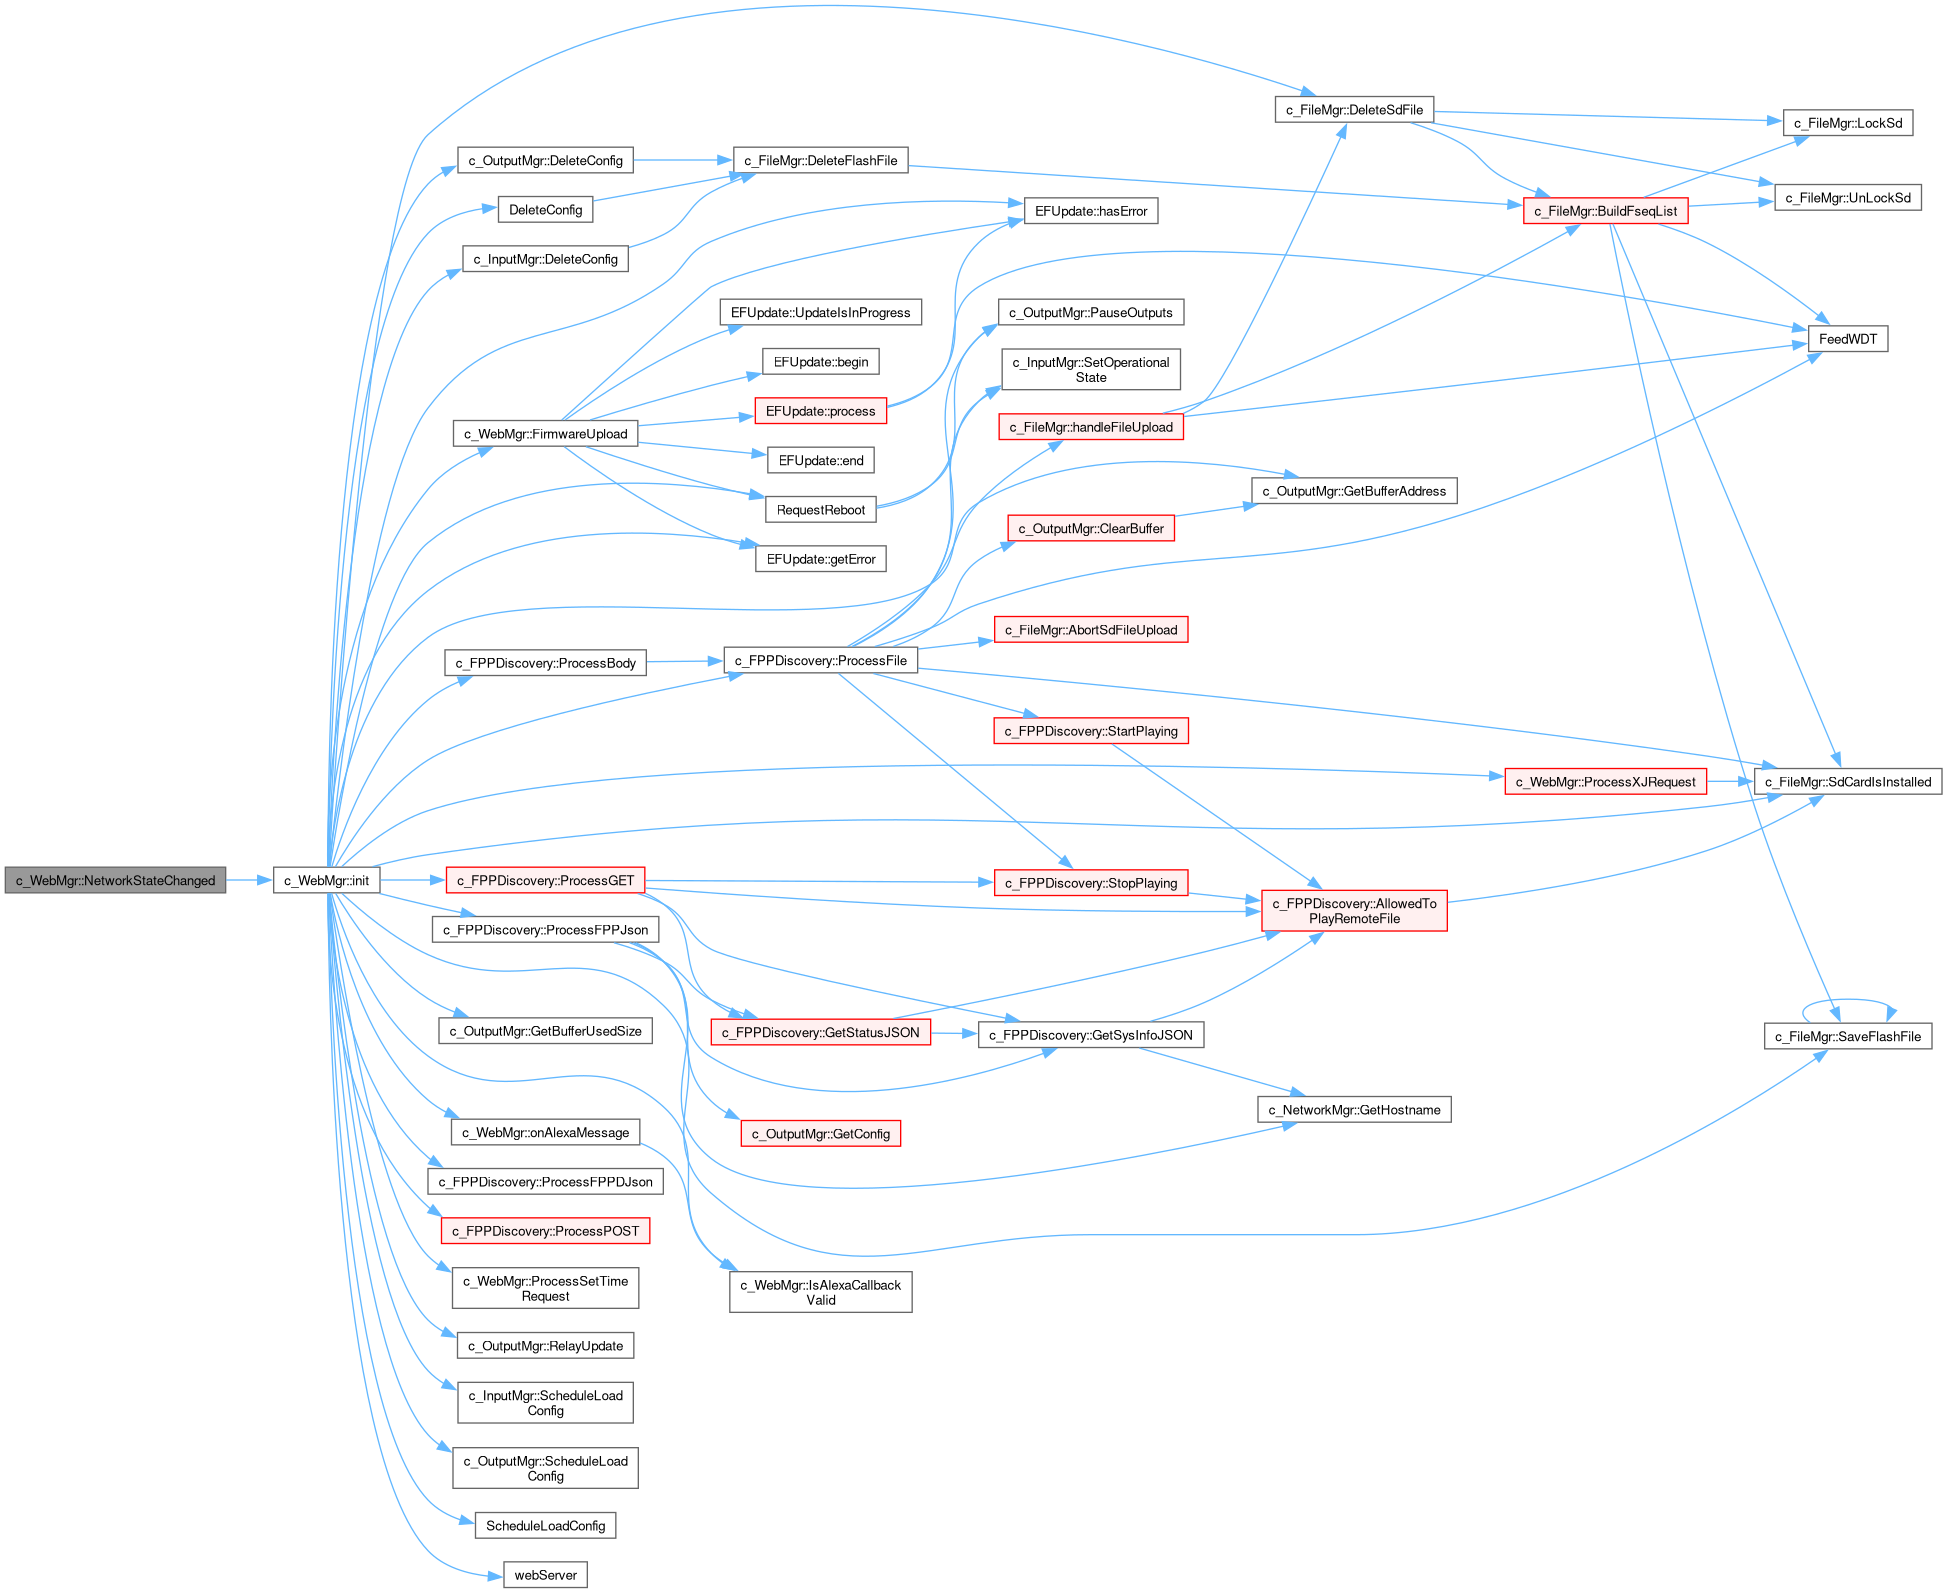 c_WebMgr::NetworkStateChanged
c_WebMgr::init
c_OutputMgr::DeleteConfig
DeleteConfig
c_InputMgr::DeleteConfig
c_WebMgr::FirmwareUpload
c_FPPDiscovery::ProcessBody
c_FPPDiscovery::ProcessGET
c_FPPDiscovery::ProcessFPPJson
c_OutputMgr::GetBufferUsedSize
c_WebMgr::onAlexaMessage
c_FPPDiscovery::ProcessFPPDJson
c_FPPDiscovery::ProcessPOST
c_WebMgr::ProcessSetTime
Request
c_OutputMgr::RelayUpdate
c_InputMgr::ScheduleLoad
Config
c_OutputMgr::ScheduleLoad
Config
ScheduleLoadConfig
webServer
c_FileMgr::DeleteFlashFile
EFUpdate::UpdateIsInProgress
EFUpdate::begin
EFUpdate::process
EFUpdate::end
RequestReboot
EFUpdate::getError
c_FPPDiscovery::ProcessFile
c_FPPDiscovery::GetStatusJSON
c_OutputMgr::GetConfig
c_WebMgr::IsAlexaCallback
Valid
EFUpdate::hasError
c_OutputMgr::PauseOutputs
c_InputMgr::SetOperational
State
c_FileMgr::handleFileUpload
c_OutputMgr::ClearBuffer
c_FileMgr::AbortSdFileUpload
c_FPPDiscovery::StartPlaying
c_FPPDiscovery::StopPlaying
c_FPPDiscovery::GetSysInfoJSON
c_FileMgr::DeleteSdFile
c_OutputMgr::GetBufferAddress
c_FPPDiscovery::AllowedTo
PlayRemoteFile
c_NetworkMgr::GetHostname
c_FileMgr::BuildFseqList
c_WebMgr::ProcessXJRequest
c_FileMgr::LockSd
c_FileMgr::UnLockSd
FeedWDT
c_FileMgr::SdCardIsInstalled
c_FileMgr::SaveFlashFile